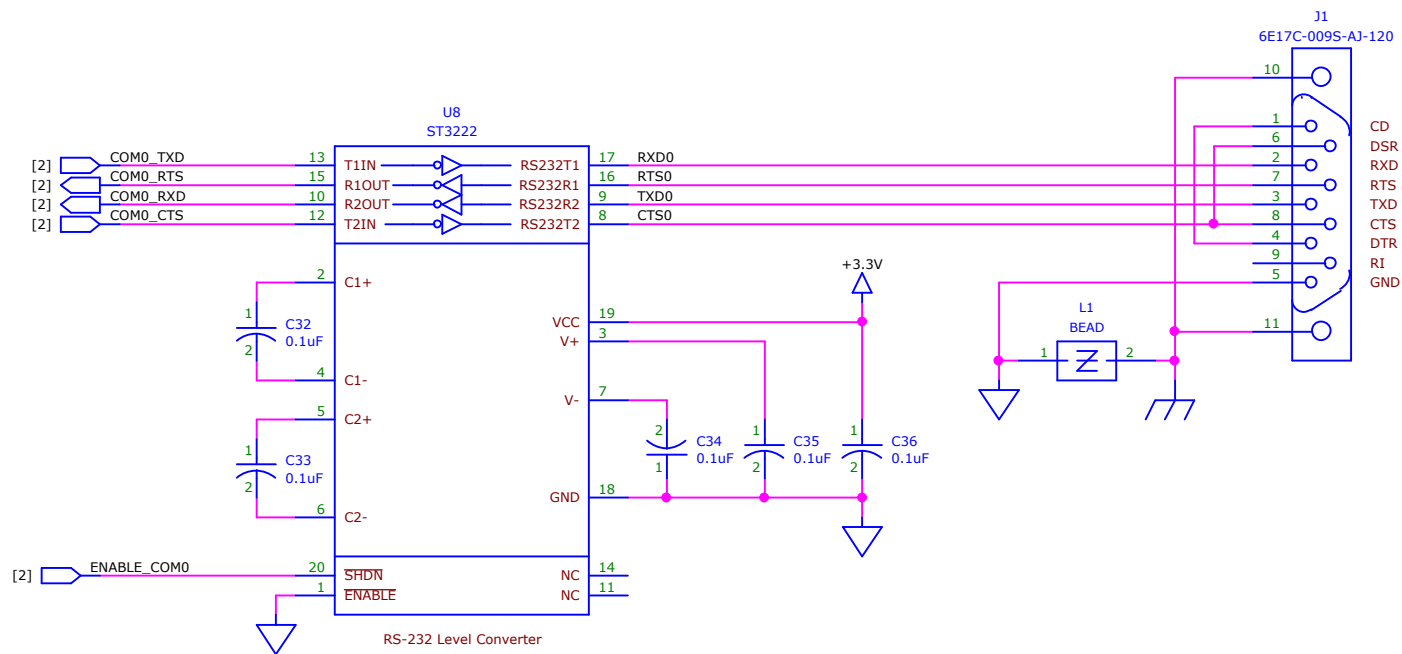 J1
6E17C-009S-AJ-120
10
U8
ST3222
1 CD
6 DSR
[2] COM0_TXD 13 T1IN RS232T1 17 RXD0 2 RXD
[2] COM0_RTS 15 R1OUT RS232R1 16 RTS0 7 RTS
[2] COM0_RXD 10 R2OUT RS232R2 9 TXD0 3 TXD
[2] COM0_CTS 12 T2IN RS232T2 8 CTS0 8 CTS
4 DTR
9 RI
+3.3V
2 C1+ 5 GND
1 C32
0.1uF
2
VCC 19
V+ 3
L1
BEAD
11
1 2
4 C1-
V- 7
5 C2+
1 C33
0.1uF
2
2 C34
0.1uF
1
1 C35
0.1uF
2
1 C36
0.1uF
2
GND 18
6 C2-
[2] ENABLE_COM0 20 SHDN NC 14
1 ENABLE NC 11
RS-232 Level Converter